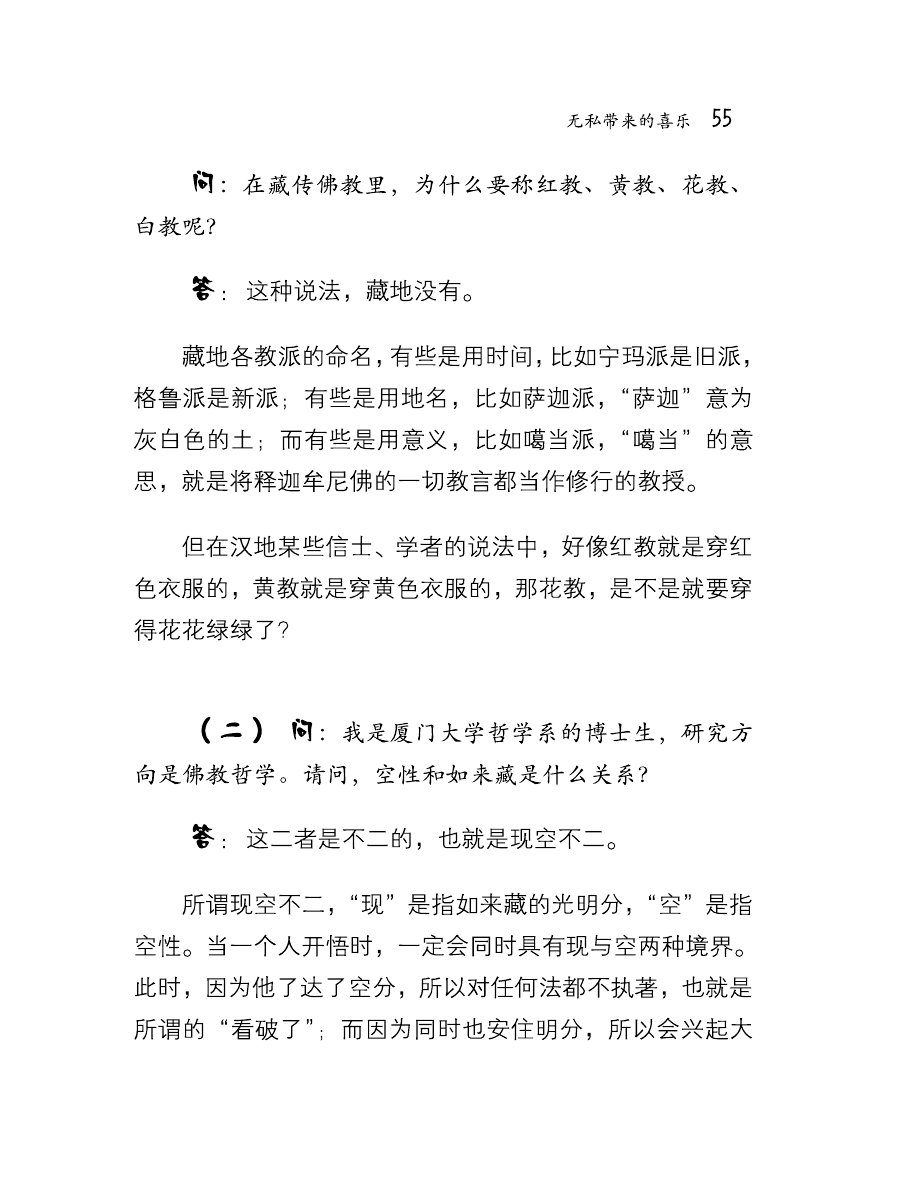 无私带来的喜乐 55
问：在藏传佛教里，为什么要称红教、黄教、花教、
白教呢？
答： 这种说法，藏地没有。
藏地各教派的命名，有些是用时间，比如宁玛派是旧派，
格鲁派是新派；有些是用地名，比如萨迦派，“萨迦”意为
灰白色的土；而有些是用意义，比如噶当派，“噶当”的意
思，就是将释迦牟尼佛的一切教言都当作修行的教授。
但在汉地某些信士、学者的说法中，好像红教就是穿红
色衣服的，黄教就是穿黄色衣服的，那花教，是不是就要穿
得花花绿绿了？
（二） 问：我是厦门大学哲学系的博士生，研究方
向是佛教哲学。请问，空性和如来藏是什么关系？
答： 这二者是不二的，也就是现空不二。
所谓现空不二，“现”是指如来藏的光明分，“空”是指
空性。当一个人开悟时，一定会同时具有现与空两种境界。
此时，因为他了达了空分，所以对任何法都不执著，也就是
所谓的“看破了”；而因为同时也安住明分，所以会兴起大